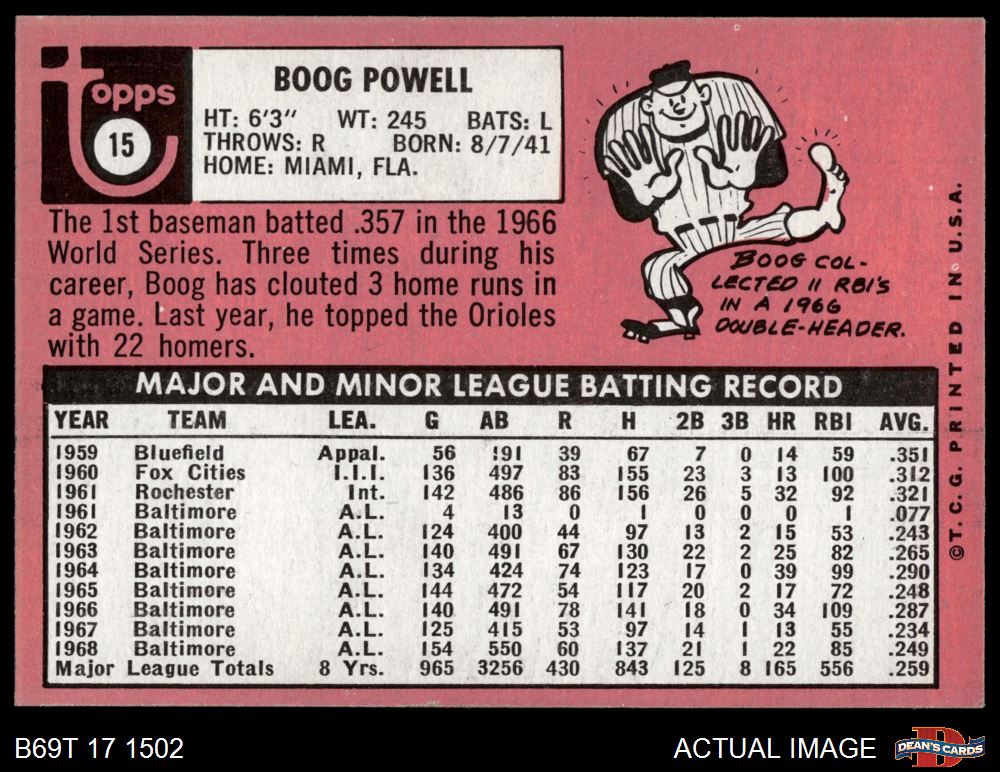 Topps
15
BOOG POWELL
HT: 6'3" WT: 245 BATS: L
THROWS: R BORN: 8/7/41
HOME: MIAMI, FLA.
The 1st baseman batted .357 in the 1966
World Series. Three times during his
career, Boog has clouted 3 home runs in
a game. Last year, he topped the Orioles
with 22 homers.
BOOG COL-
LECTED 11 RBI'S
IN A 1966
DOUBLE-HEADER.
MAJOR AND MINOR LEAGUE BATTING RECORD
YEAR TEAM LEA. G AB R H 2B 3B HR RBI AVG.
1959 Bluefield Appal. 56 191 39 67 7 0 14 59 .351
1960 Fox Cities I.I.I. 136 497 83 155 23 3 13 100 .312
1961 Rochester Int. 142 486 86 156 26 5 32 92 .321
1961 Baltimore A.L. 4 13 0 1 0 0 0 1 .077
1962 Baltimore A.L. 124 400 44 97 13 2 15 53 .243
1963 Baltimore A.L. 140 491 67 130 22 2 25 82 .265
1964 Baltimore A.L. 134 424 74 123 17 0 39 99 .290
1965 Baltimore A.L. 144 472 54 117 20 2 17 72 .248
1966 Baltimore A.L. 140 491 78 141 18 0 34 109 .287
1967 Baltimore A.L. 125 415 53 97 14 1 13 55 .234
1968 Baltimore A.L. 154 550 60 137 21 1 22 85 .249
Major League Totals 8 Yrs. 965 3256 430 843 125 8 165 556 .259
©T.C.G. PRINTED IN U.S.A.
B69T 17 1502
ACTUAL IMAGE
D
DEAN'S CARDS